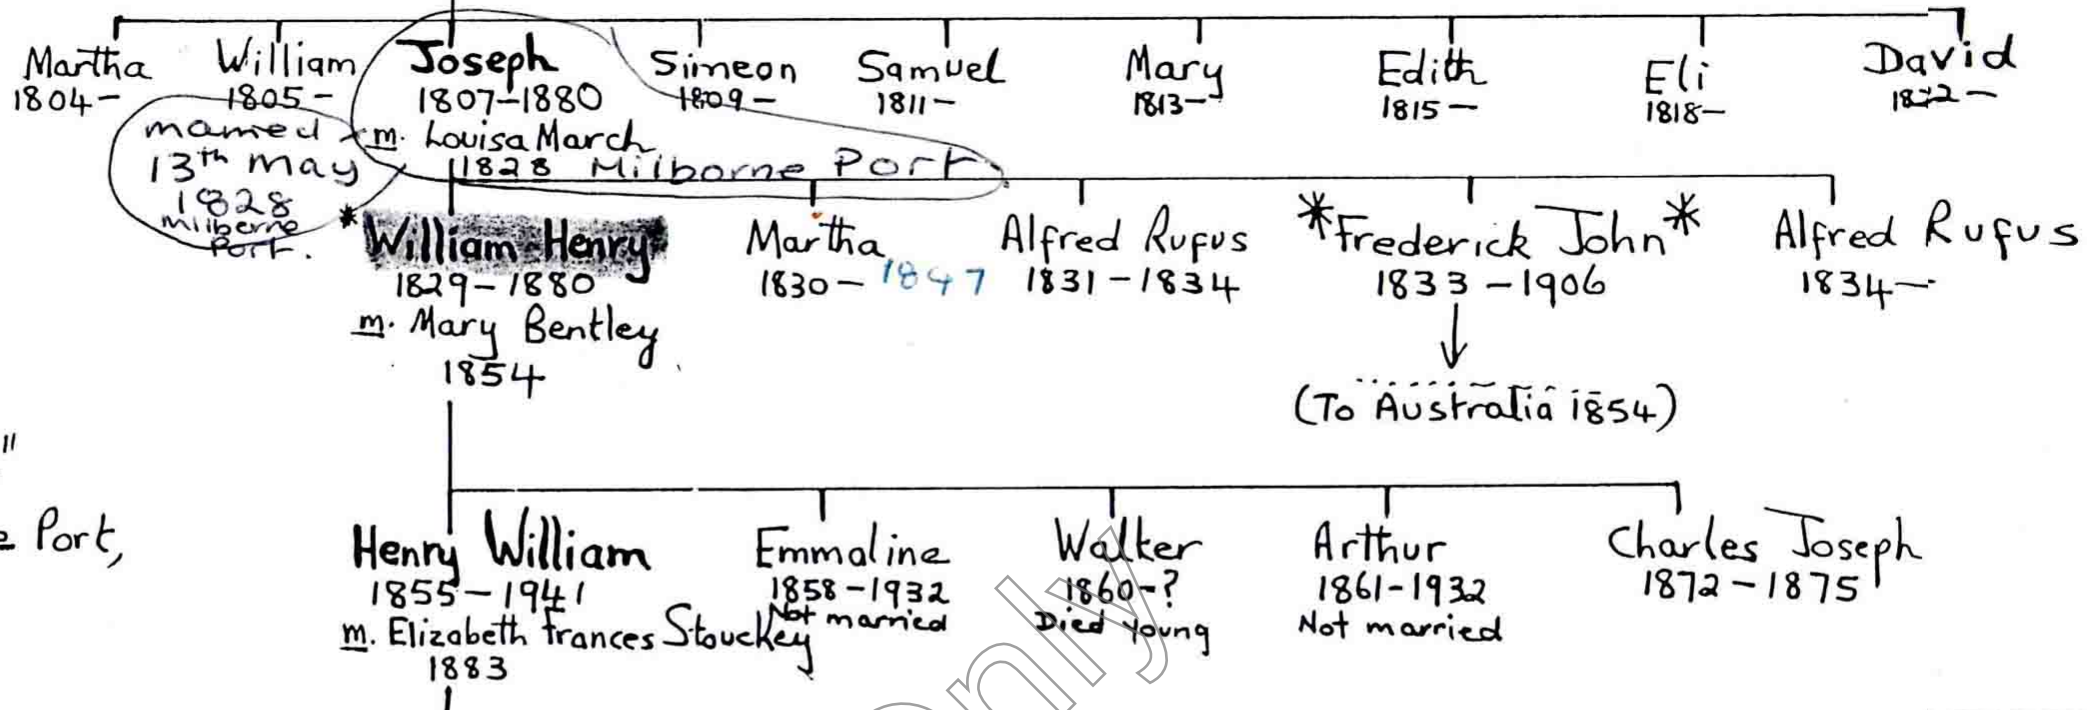 Martha William Joseph Simeon Samuel Mary Edith Eli David
1804- 1805- 1807-1880 1809- 1811- 1813- 1815- 1818- 1822-
married m. Louisa March
13th May 1828 Milborne Port
1828
Milborne
Port.
*William Henry Martha Alfred Rufus *Frederick John* Alfred Rufus
1829-1880 1830-1847 1831-1834 1833-1906 1834-
m. Mary Bentley
1854
(To Australia 1854)
"
Port,
Henry William Emmaline Walker Arthur Charles Joseph
1855-1941 1858-1932 1860-? 1861-1932 1872-1875
m. Elizabeth Frances Stouckey Not married Died Young Not married
1883
Only